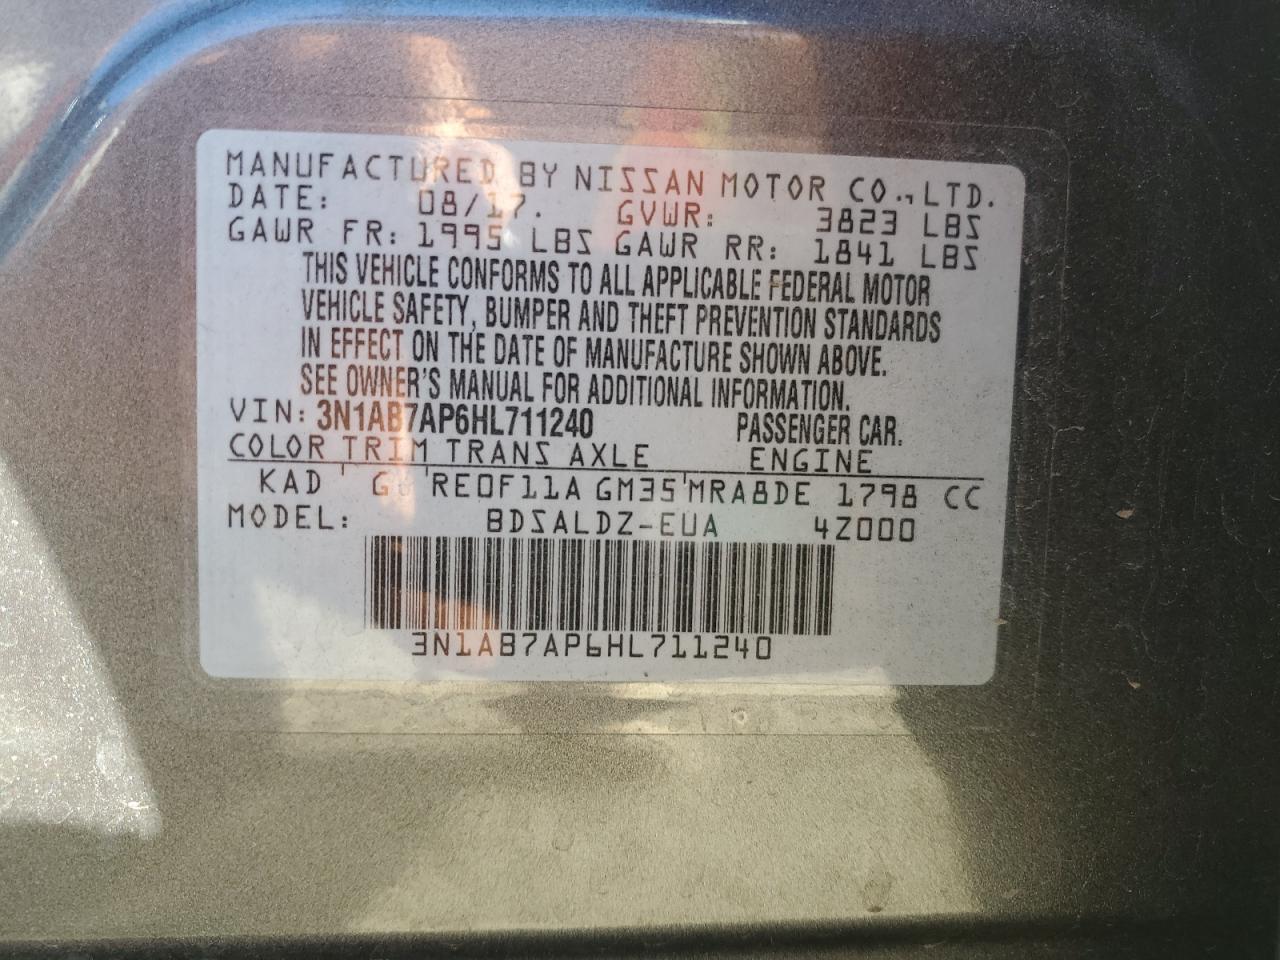 MANUFACTURED BY NISSAN MOTOR CO., LTD.
DATE: 08/17. GVWR: 3823 LBS
GAWR FR: 1995 LBS GAWR RR: 1841 LBS
THIS VEHICLE CONFORMS TO ALL APPLICABLE FEDERAL MOTOR
VEHICLE SAFETY, BUMPER AND THEFT PREVENTION STANDARDS
IN EFFECT ON THE DATE OF MANUFACTURE SHOWN ABOVE.
SEE OWNER'S MANUAL FOR ADDITIONAL INFORMATION.
VIN: 3N1AB7AP6HL711240 PASSENGER CAR.
COLOR TRIM TRANS AXLE ENGINE
KAD RE0F11A GM35 MRA8DE 1798 CC
MODEL: BDSALDZ-EUA 4Z000
3N1AB7AP6HL711240